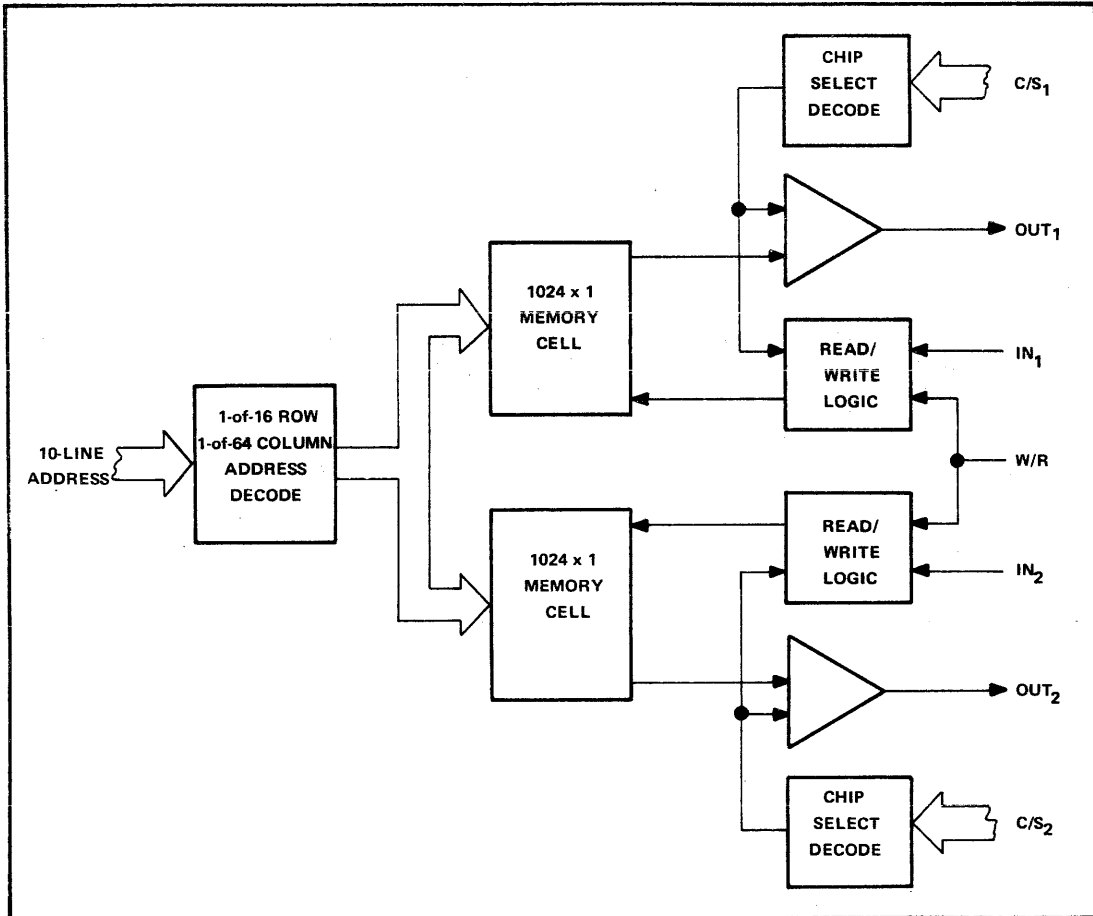 CHIP
SELECT
DECODE
C/S1
OUT1
1024 x 1
MEMORY
CELL
READ/
WRITE
LOGIC
IN1
1-of-16 ROW
1-of-64 COLUMN
ADDRESS
DECODE
10-LINE
ADDRESS
W/R
READ/
WRITE
LOGIC
IN2
1024 x 1
MEMORY
CELL
OUT2
CHIP
SELECT
DECODE
C/S2